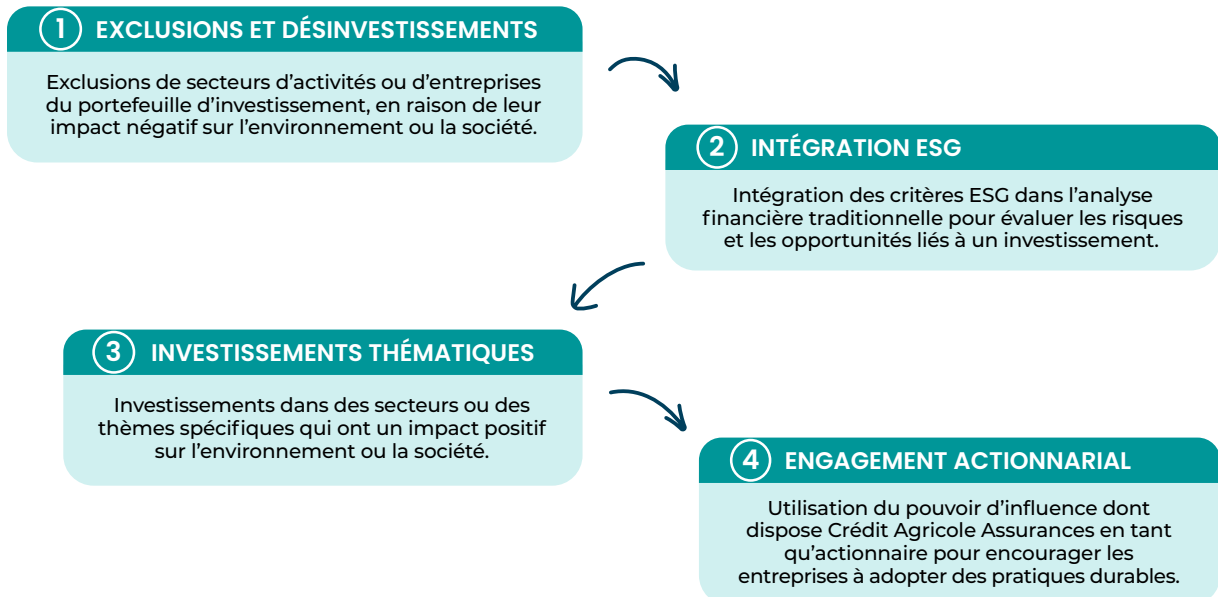 1 EXCLUSIONS ET DÉSINVESTISSEMENTS
Exclusions de secteurs d’activités ou d’entreprises
du portefeuille d’investissement, en raison de leur
impact négatif sur l’environnement ou la société.
2 INTÉGRATION ESG
Intégration des critères ESG dans l’analyse
financière traditionnelle pour évaluer les risques
et les opportunités liés à un investissement.
3 INVESTISSEMENTS THÉMATIQUES
Investissements dans des secteurs ou des
thèmes spécifiques qui ont un impact positif
sur l’environnement ou la société.
4 ENGAGEMENT ACTIONNARIAL
Utilisation du pouvoir d’influence dont
dispose Crédit Agricole Assurances en tant
qu’actionnaire pour encourager les
entreprises à adopter des pratiques durables.